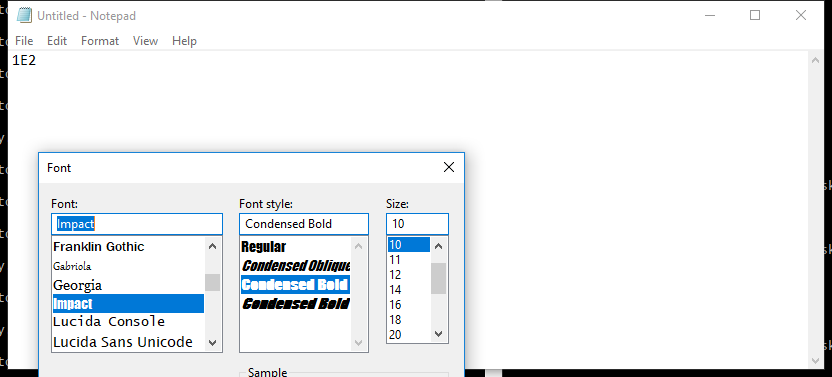 Untitled - Notepad
File Edit Format View Help
1E2
Font
Font: Font style: Size:
Impact Condensed Bold 10
Franklin Gothic
Gabriola
Georgia
Impact
Lucida Console
Lucida Sans Unicode
Regular
Condensed Oblique
Condensed Bold
Condensed Bold
10
11
12
14
16
18
20
Sample